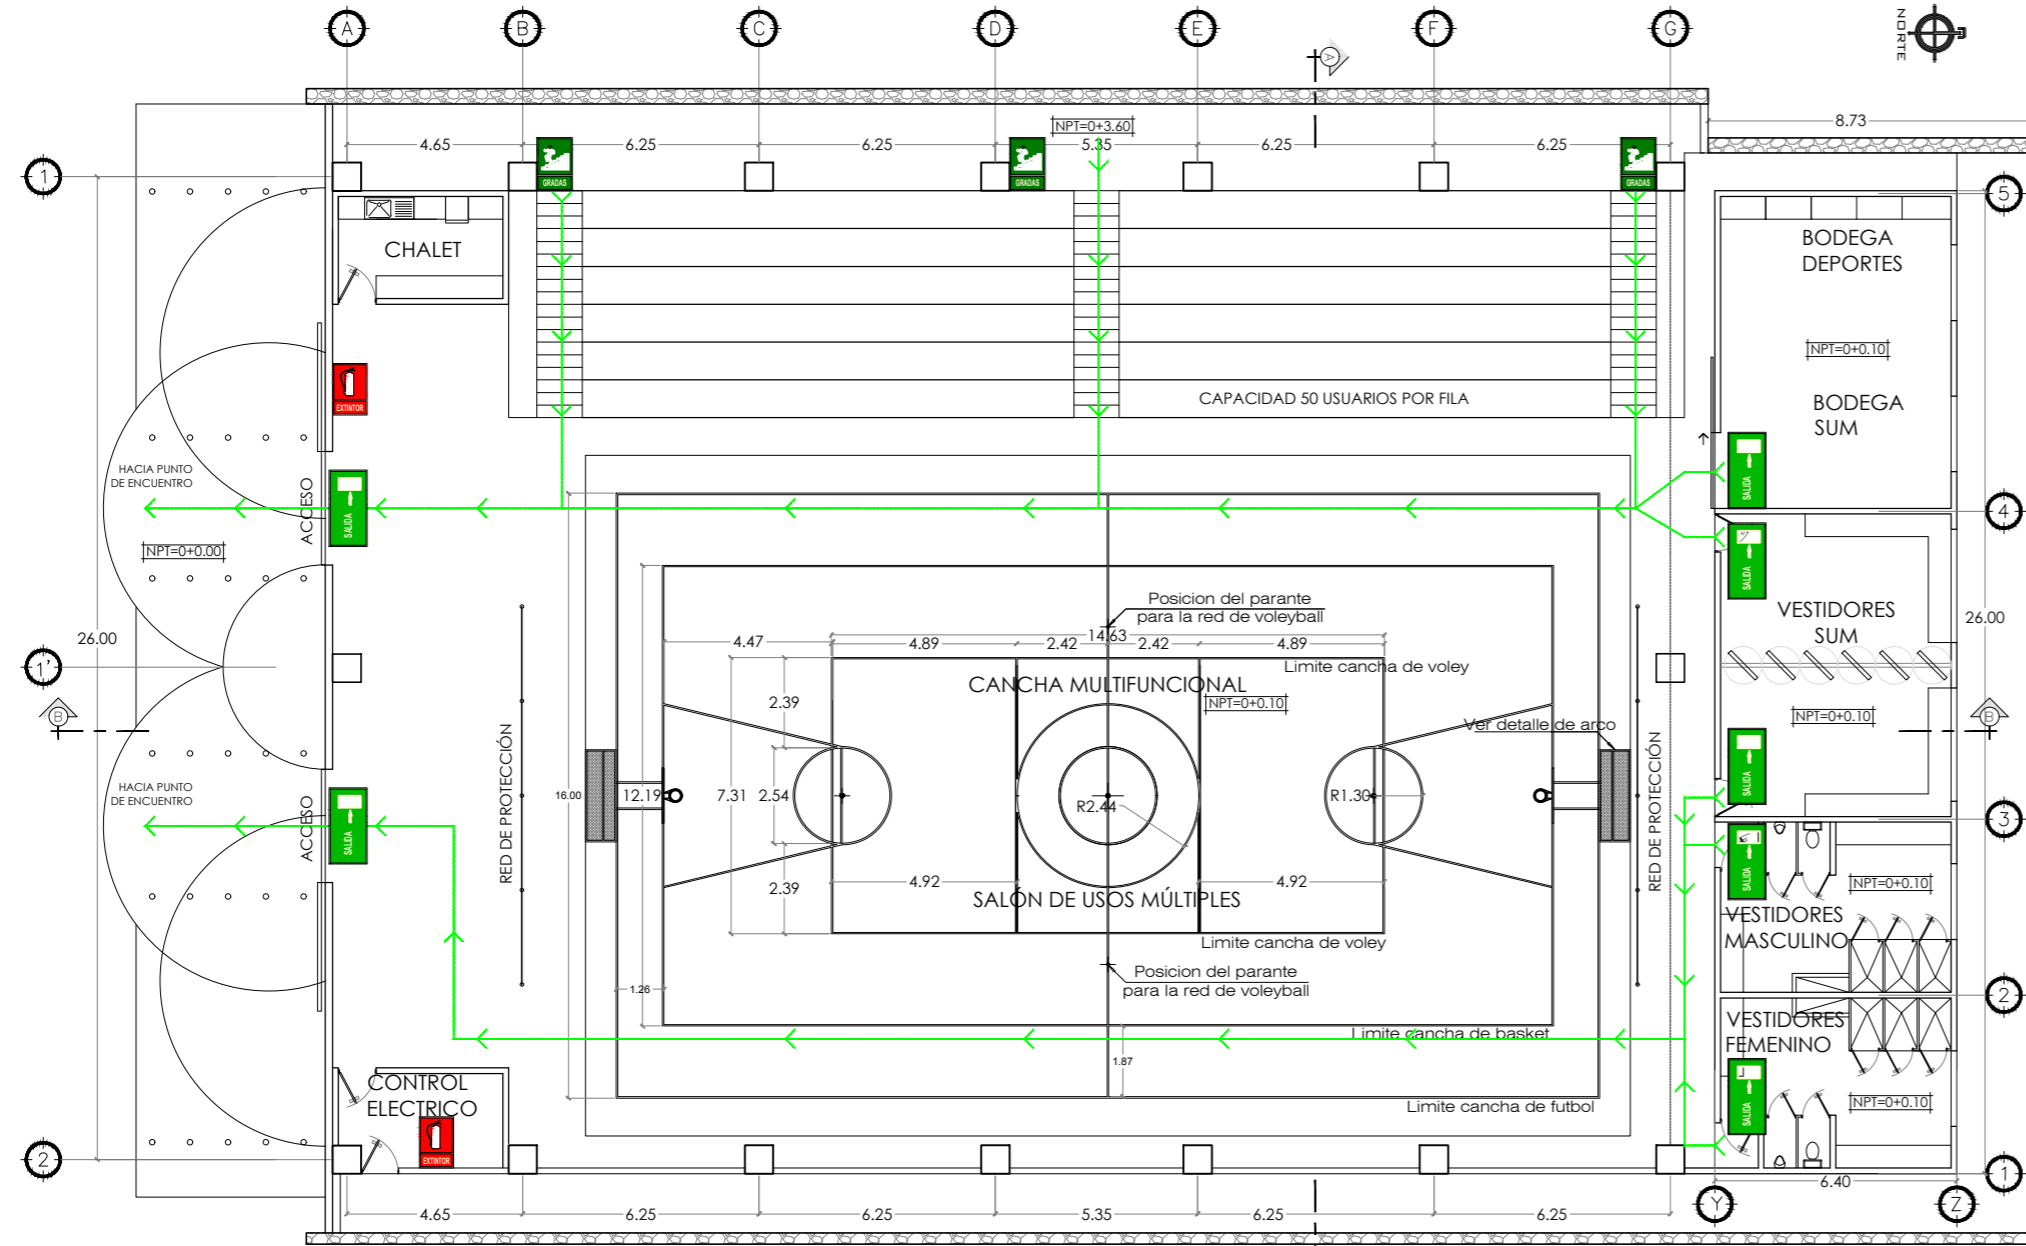 A
B
C
D
E
F
G
NORTE
A
NPT=0+3.60
8.73
4.65
6.25
6.25
5.35
6.25
6.25
GRADAS
GRADAS
GRADAS
1
5
CHALET
BODEGA
DEPORTES
NPT=0+0.10
BODEGA
SUM
EXTINTOR
CAPACIDAD 50 USUARIOS POR FILA
HACIA PUNTO
DE ENCUENTRO
ACCESO
SALIDA
SALIDA
4
NPT=0+0.00
SALIDA
Posicion del parante
para la red de voleyball
VESTIDORES
SUM
26.00
26.00
14.63
4.47
4.89
2.42
2.42
4.89
Limite cancha de voley
1'
CANCHA MULTIFUNCIONAL
NPT=0+0.10
2.39
NPT=0+0.10
B
B
Ver detalle de arco
RED DE PROTECCIÓN
RED DE PROTECCIÓN
SALIDA
HACIA PUNTO
DE ENCUENTRO
ACCESO
SALIDA
16.00
12.19
7.31
2.54
R2.44
R1.30
3
SALIDA
4.92
4.92
2.39
NPT=0+0.10
SALÓN DE USOS MÚLTIPLES
VESTIDORES
MASCULINO
Limite cancha de voley
Posicion del parante
para la red de voleyball
1.26
2
Limite cancha de basket
VESTIDORES
FEMENINO
1.87
CONTROL
ELECTRICO
SALIDA
NPT=0+0.10
Limite cancha de futbol
EXTINTOR
2
1
6.40
Y
Z
4.65
6.25
6.25
5.35
6.25
6.25